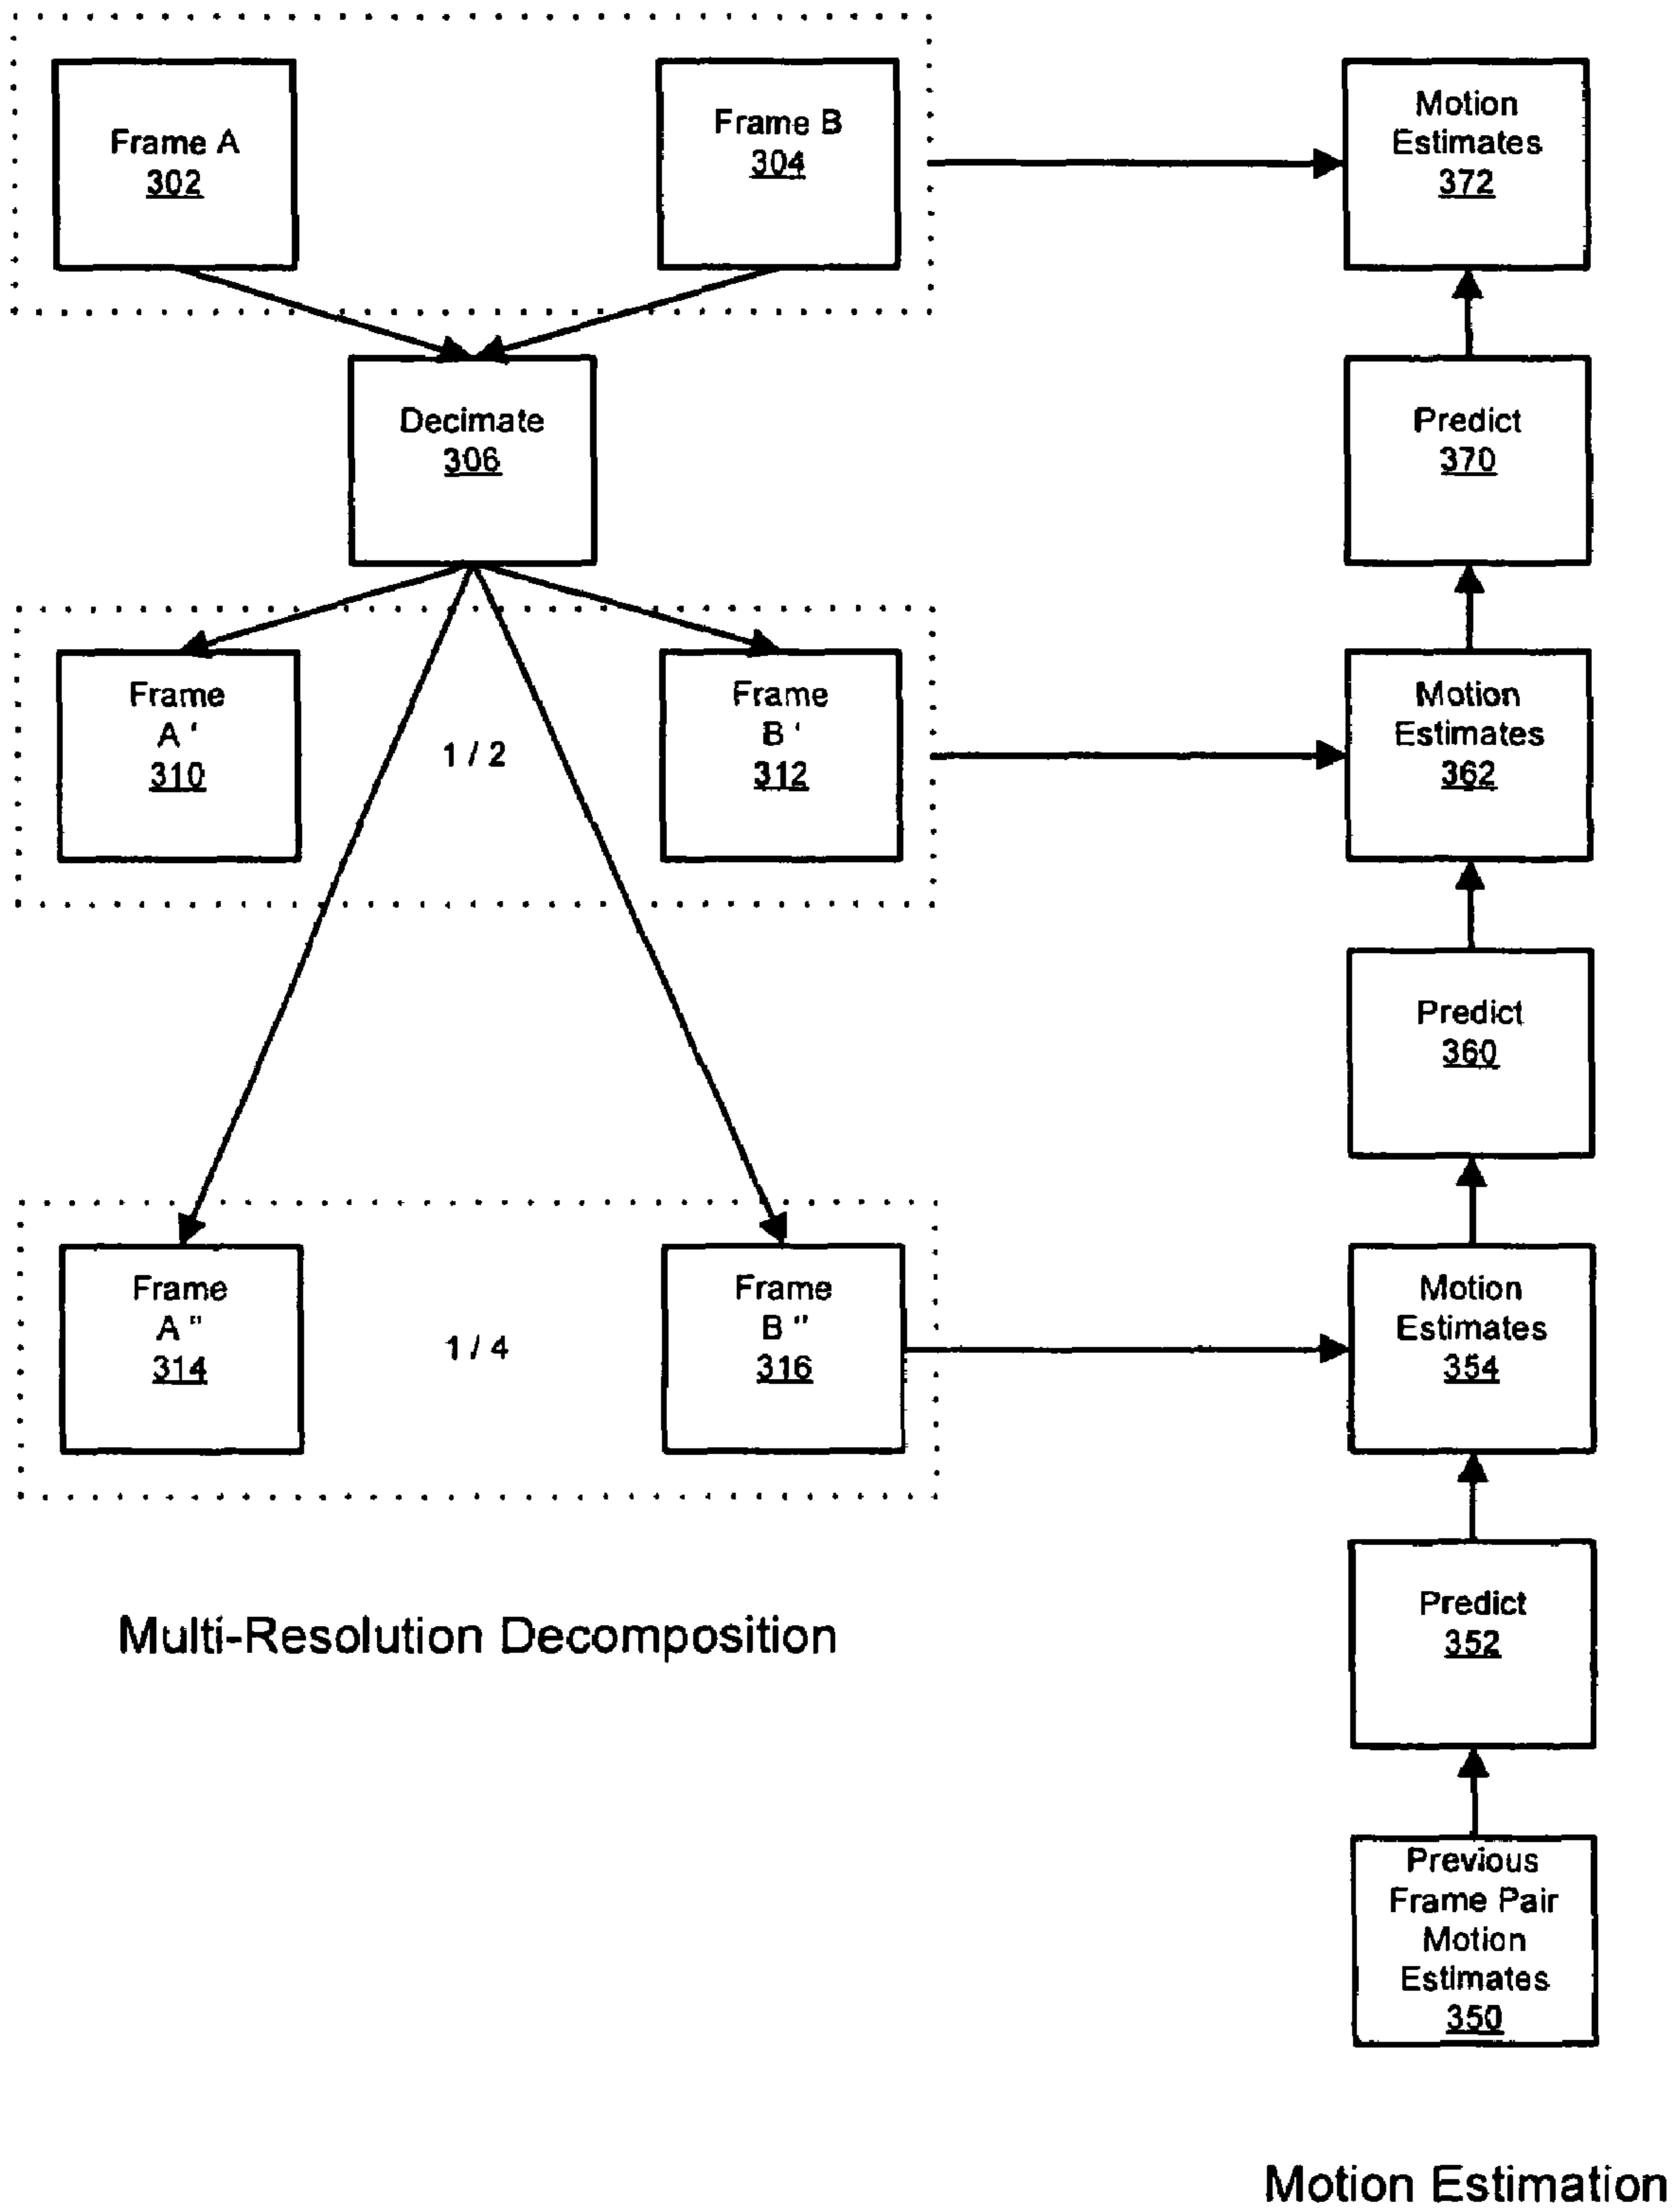 Frame A
302
Frame B
304
Motion
Estimates
372
Decimate
306
Predict
370
Frame
A '
310
1 / 2
Frame
B '
312
Motion
Estimates
362
Predict
360
Frame
A "
314
1 / 4
Frame
B "
316
Motion
Estimates
354
Predict
352
Multi-Resolution Decomposition
Previous
Frame Pair
Motion
Estimates
350
Motion Estimation